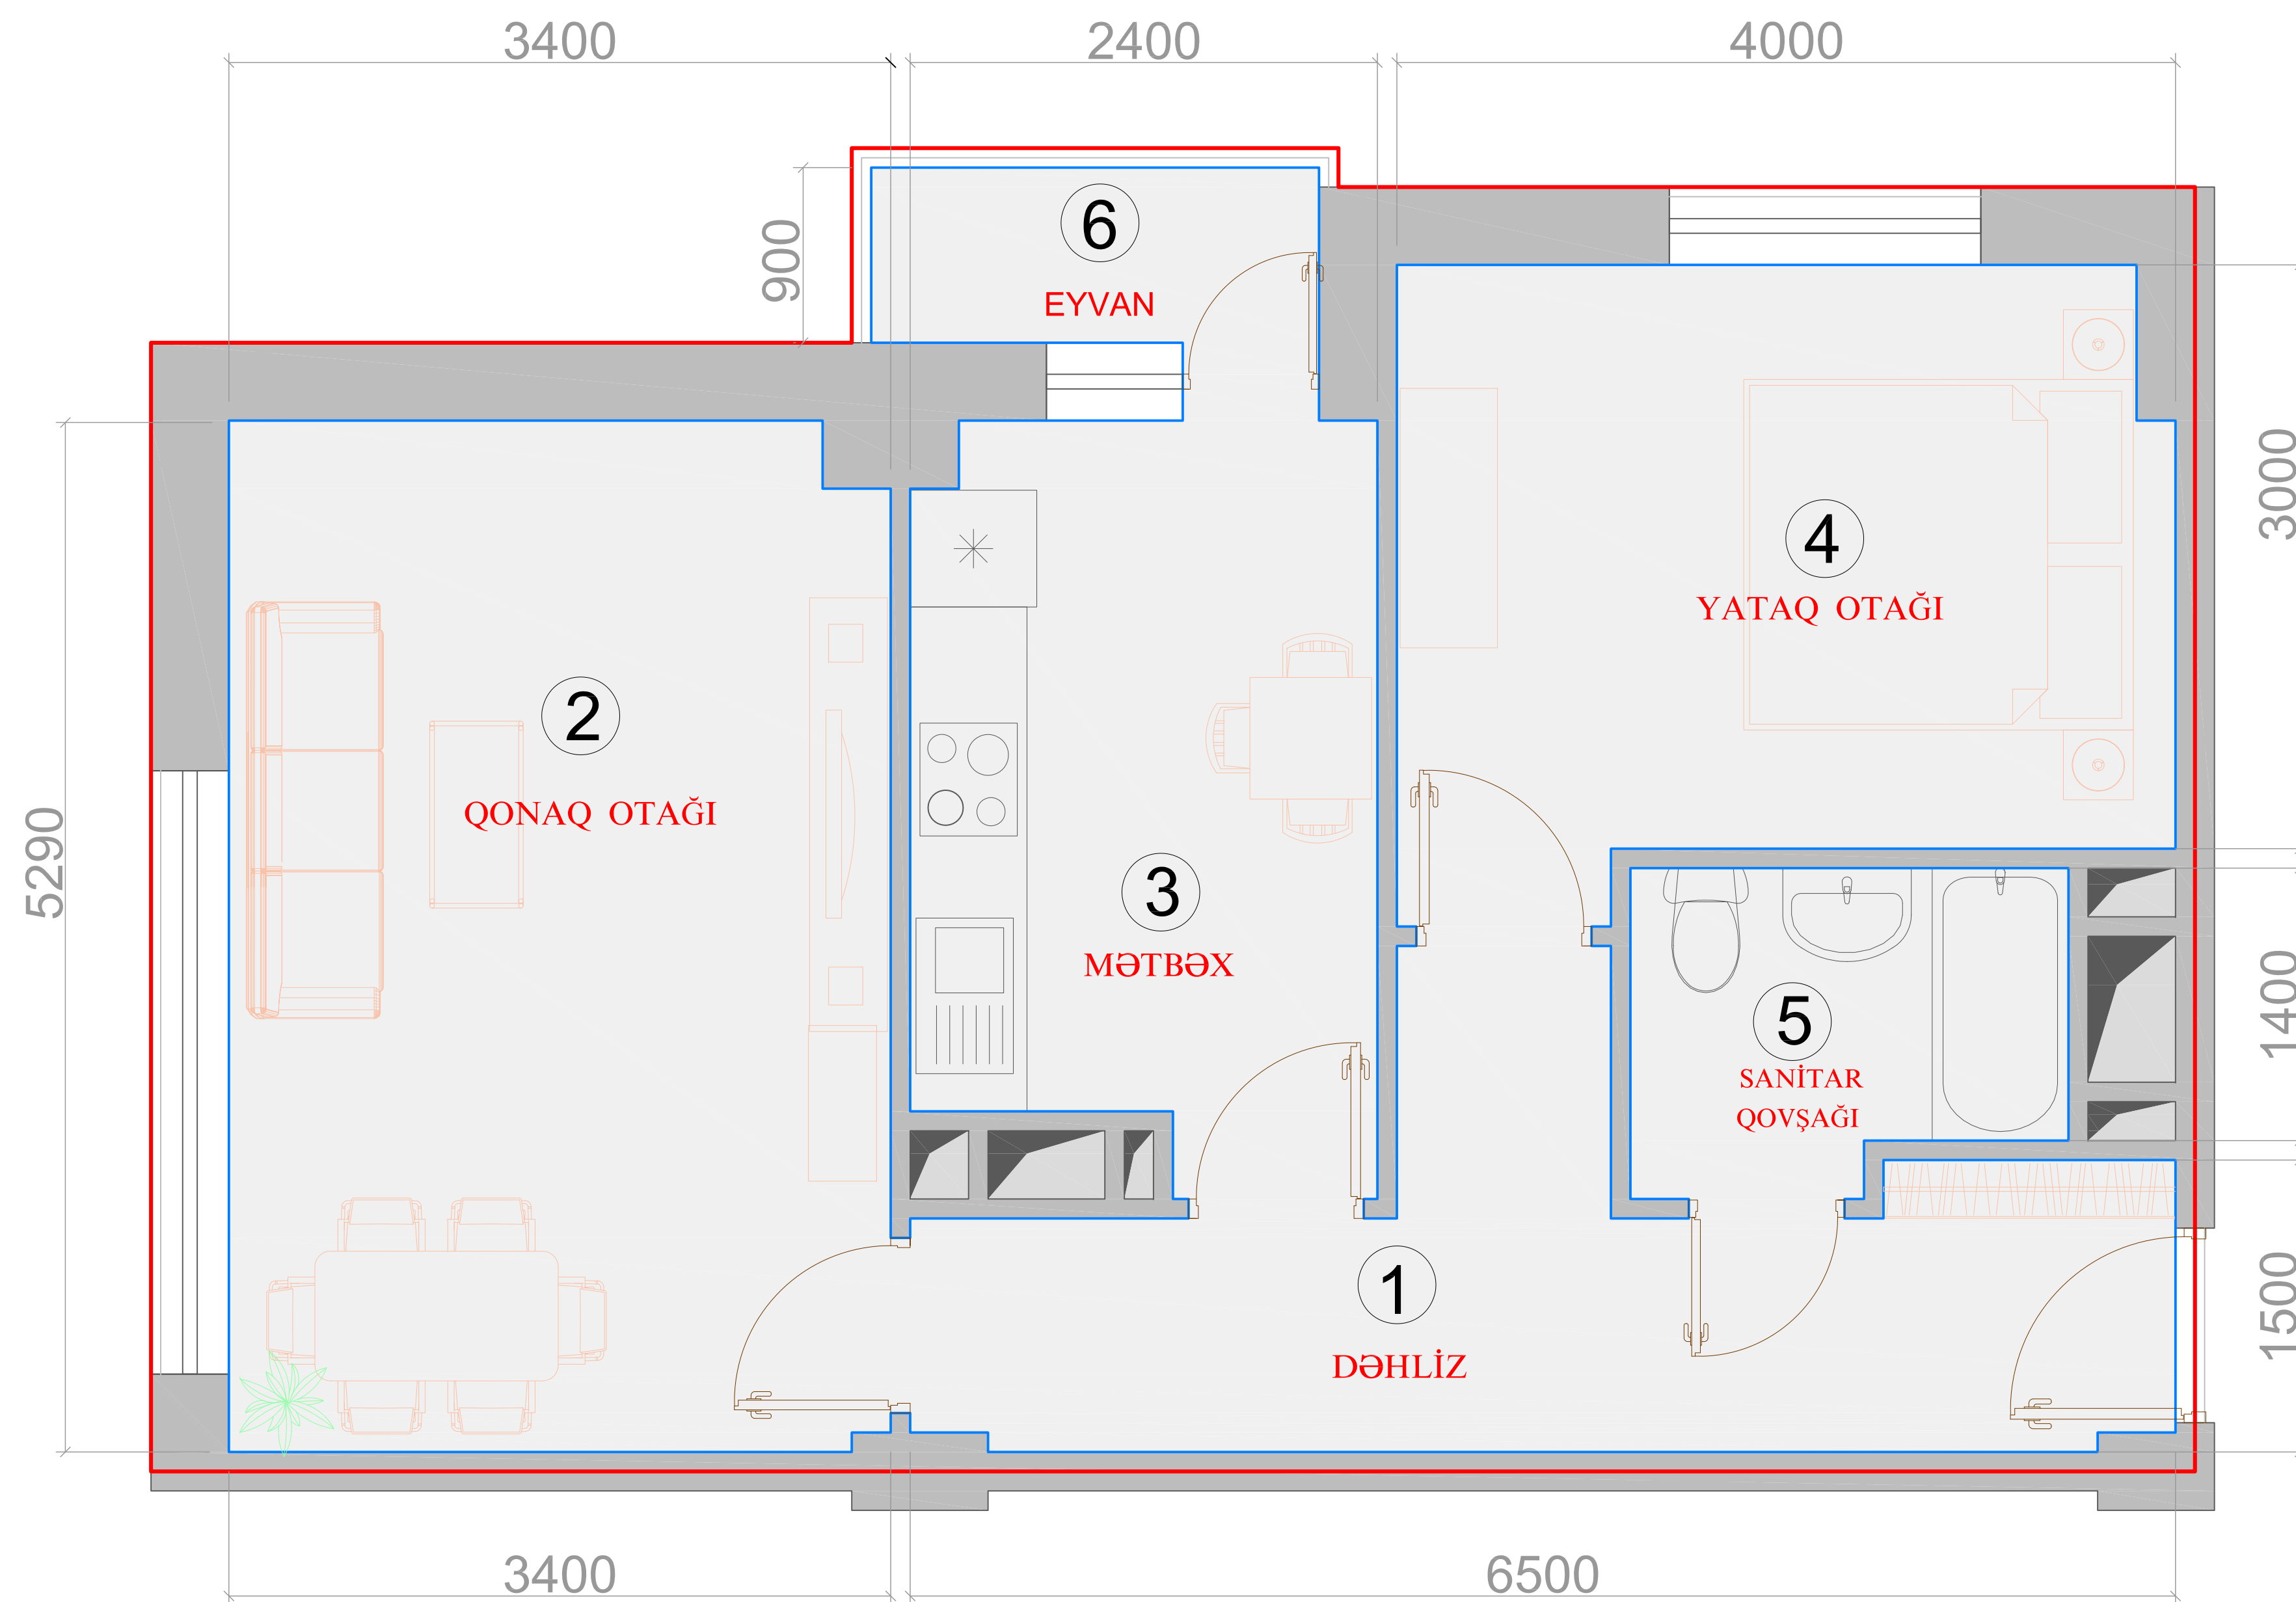 3400
2400
4000
6
900
EYVAN
4
3000
YATAQ OTAĞI
2
QONAQ OTAĞI
5290
3
MƏTBƏX
5
1400
SANİTAR
QOVŞAĞI
1
1500
DƏHLİZ
3400
6500